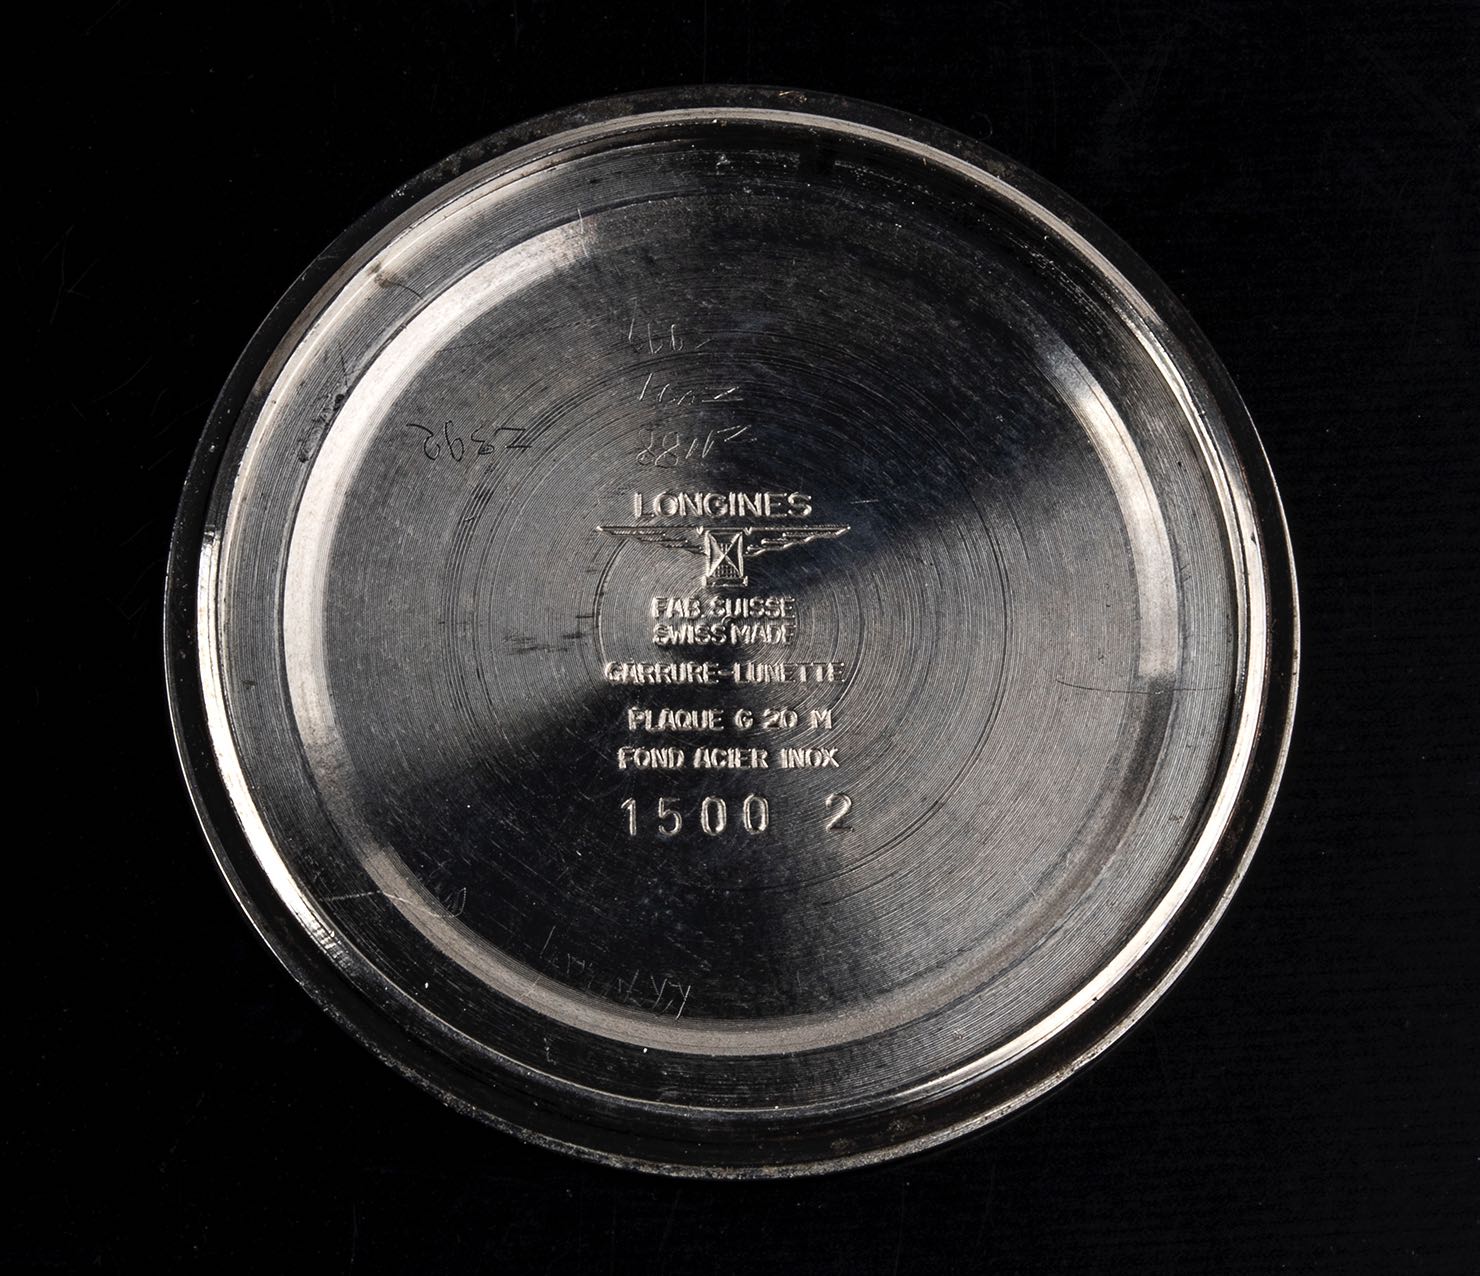 LONGINES
FAB. SUISSE
SWISS MADE
CARRURE-LUNETTE
PLAQUE G 20 M
FOND ACIER INOX
1500 2